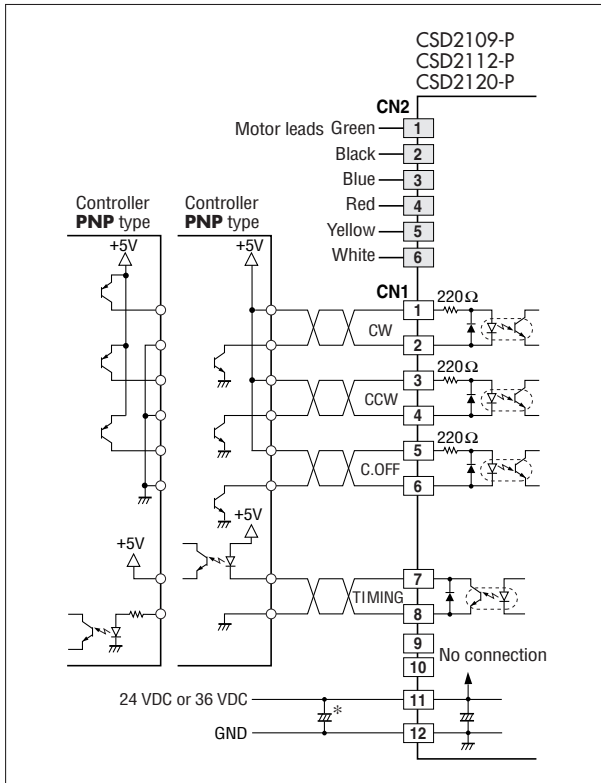 CSD2109-P
CSD2112-P
CSD2120-P
CN2
Motor leads Green 1
Black 2
Blue 3
Red 4
Yellow 5
White 6
Controller
PNP type
+5V
+5V
Controller
PNP type
+5V
+5V
CN1
1 220Ω
CW
2
3 220Ω
CCW
4
5 220Ω
C.OFF
6
7
TIMING
8
9
10
No connection
24 VDC or 36 VDC 11
*
GND 12